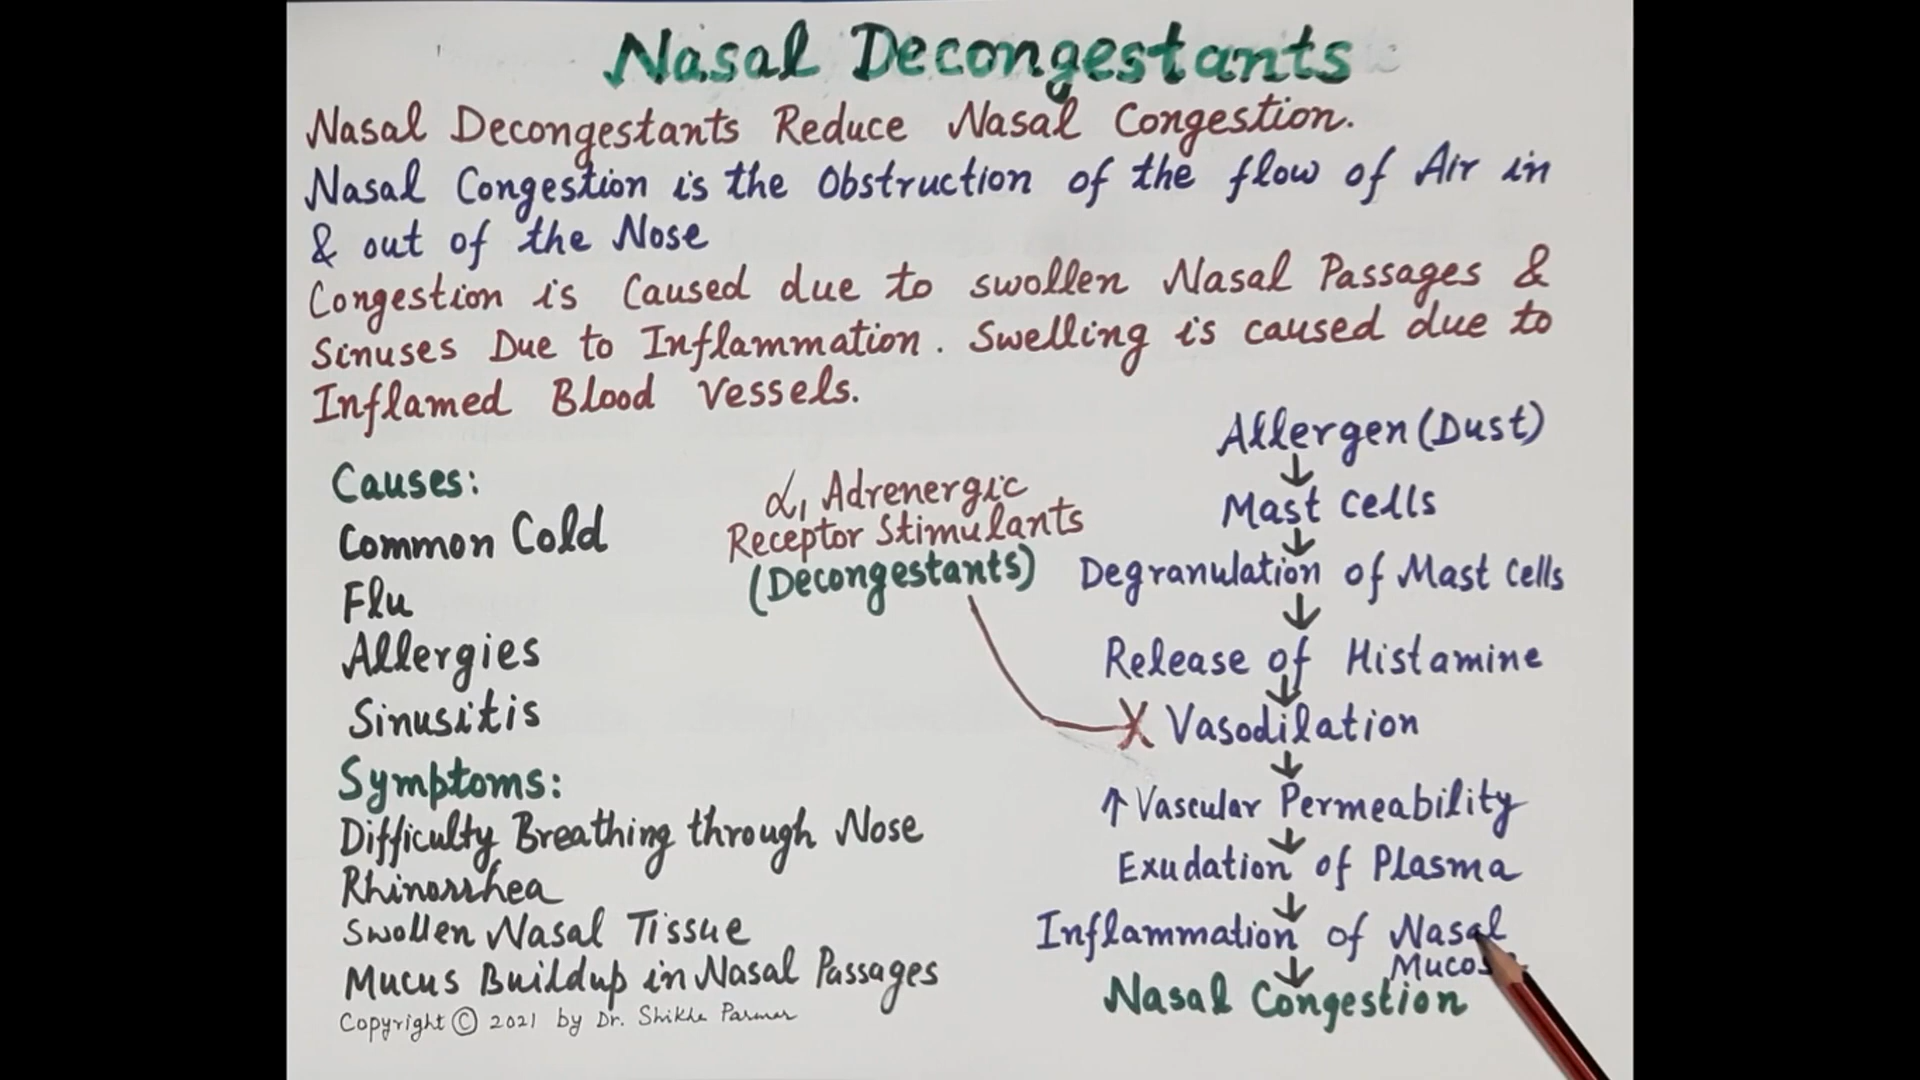 Nasal Decongestants
Nasal Decongestants Reduce Nasal Congestion.
Nasal Congestion is the Obstruction of the flow of Air in
& out of the Nose
Congestion is Caused due to swollen Nasal Passages &
Sinuses Due to Inflammation. Swelling is caused due to
Inflamed Blood Vessels.
Causes:
Common Cold
Flu
Allergies
Sinusitis
Symptoms:
Difficulty Breathing through Nose
Rhinorrhea
Swollen Nasal Tissue
Mucus Buildup in Nasal Passages
Copyright © 2021 by Dr. Shikha Parmar
α1 Adrenergic
Receptor Stimulants
(Decongestants)
X
Allergen (Dust)
↓
Mast Cells
↓
Degranulation of Mast Cells
↓
Release of Histamine
↓
Vasodilation
↓
↑ Vascular Permeability
↓
Exudation of Plasma
↓
Inflammation of Nasal
↓
Nasal Congestion